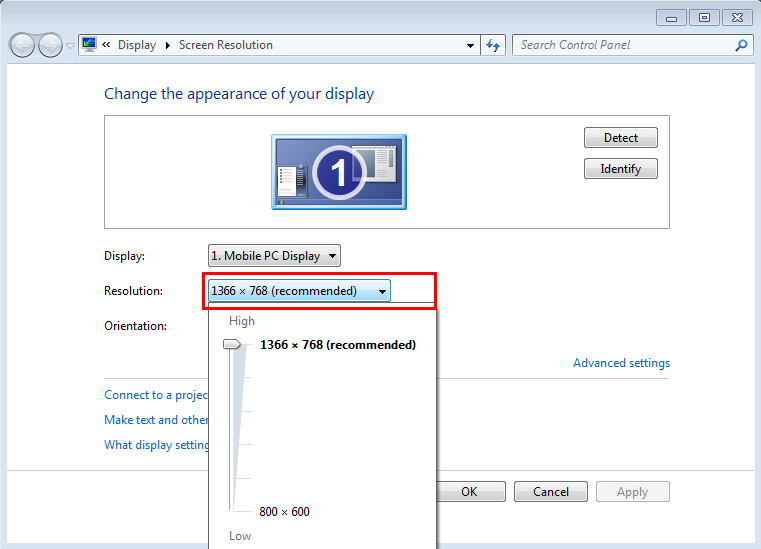 « Display ▸ Screen Resolution
Search Control Panel
Change the appearance of your display
1
Detect
Identify
Display: 1. Mobile PC Display
Resolution: 1366 × 768 (recommended)
Orientation:
High
1366 × 768 (recommended)
Advanced settings
Connect to a projec
Make text and other
What display setting
OK Cancel Apply
800 × 600
Low